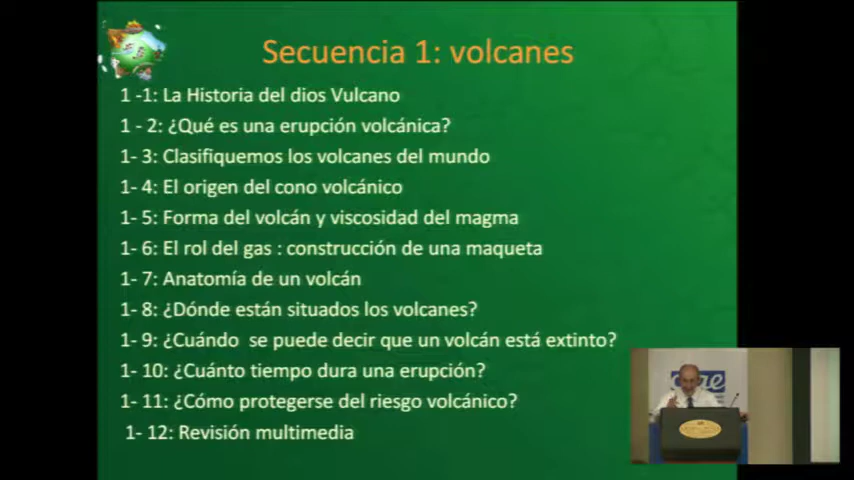 Secuencia 1: volcanes
1 -1: La Historia del dios Vulcano
1 - 2: ¿Qué es una erupción volcánica?
1- 3: Clasifiquemos los volcanes del mundo
1- 4: El origen del cono volcánico
1- 5: Forma del volcán y viscosidad del magma
1- 6: El rol del gas : construcción de una maqueta
1- 7: Anatomía de un volcán
1- 8: ¿Dónde están situados los volcanes?
1- 9: ¿Cuándo se puede decir que un volcán está extinto?
1- 10: ¿Cuánto tiempo dura una erupción?
1- 11: ¿Cómo protegerse del riesgo volcánico?
1- 12: Revisión multimedia